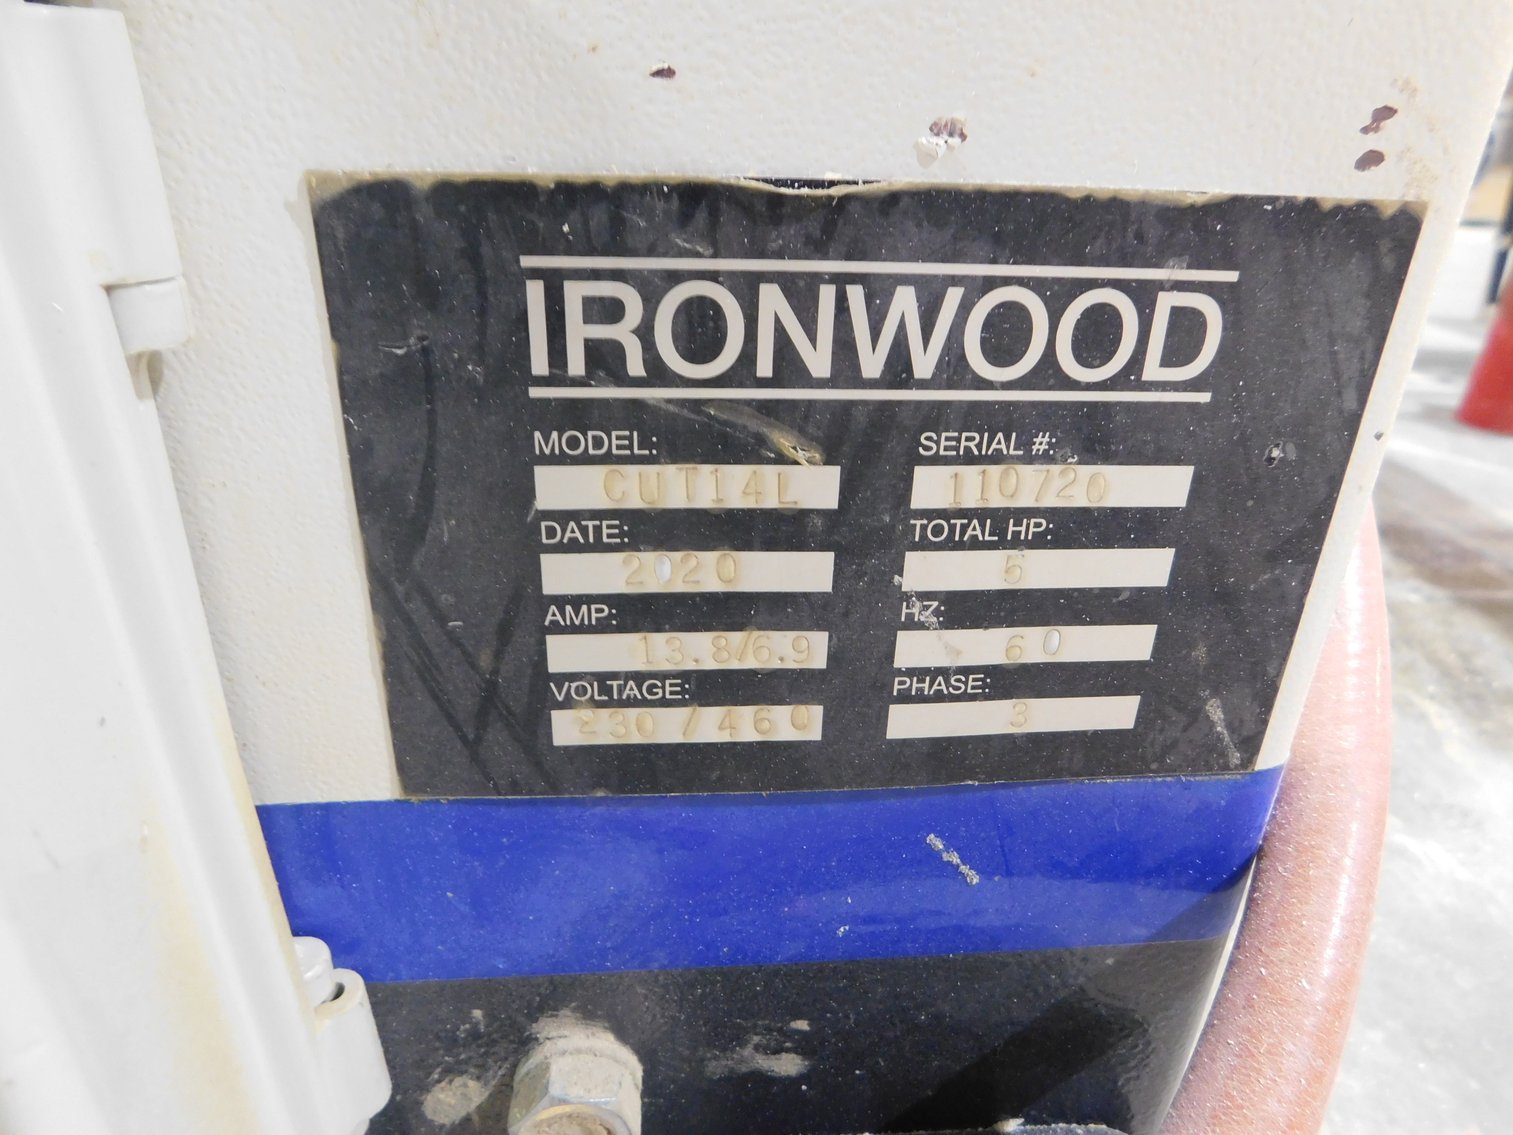 IRONWOOD
MODEL: SERIAL #:
CUT14L 110720
DATE: TOTAL HP:
2020 5
AMP: HZ:
13.8/6.9 60
VOLTAGE: PHASE:
230/460 3